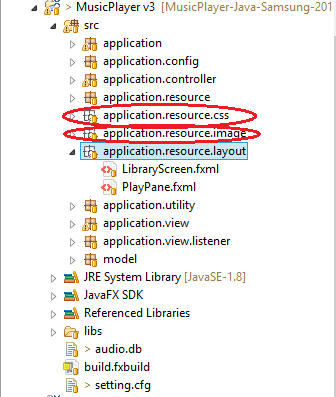 > MusicPlayer v3 [MusicPlayer-Java-Samsung-201
src
application
application.config
application.controller
application.resource
application.resource.css
application.resource.image
application.resource.layout
LibraryScreen.fxml
PlayPane.fxml
application.utility
application.view
application.view.listener
model
JRE System Library [JavaSE-1.8]
JavaFX SDK
Referenced Libraries
> libs
> audio.db
build.fxbuild
> setting.cfg